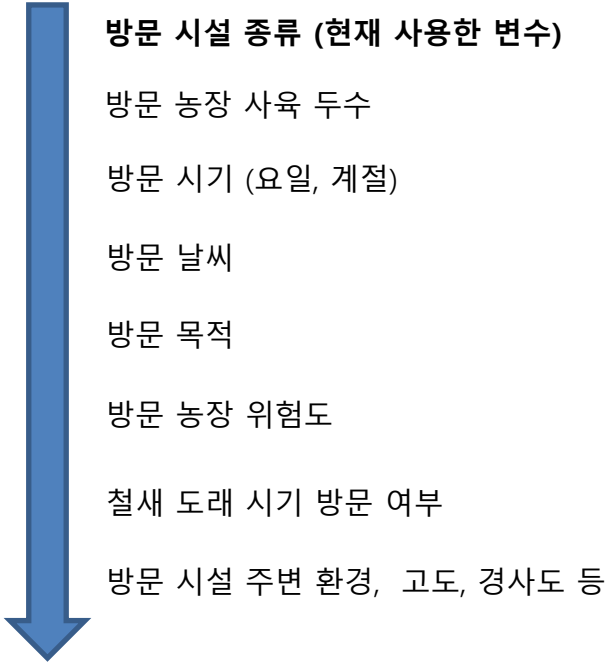 방문 시설 종류 (현재 사용한 변수)
방문 농장 사육 두수
방문 시기 (요일, 계절)
방문 날씨
방문 목적
방문 농장 위험도
철새 도래 시기 방문 여부
방문 시설 주변 환경, 고도, 경사도 등